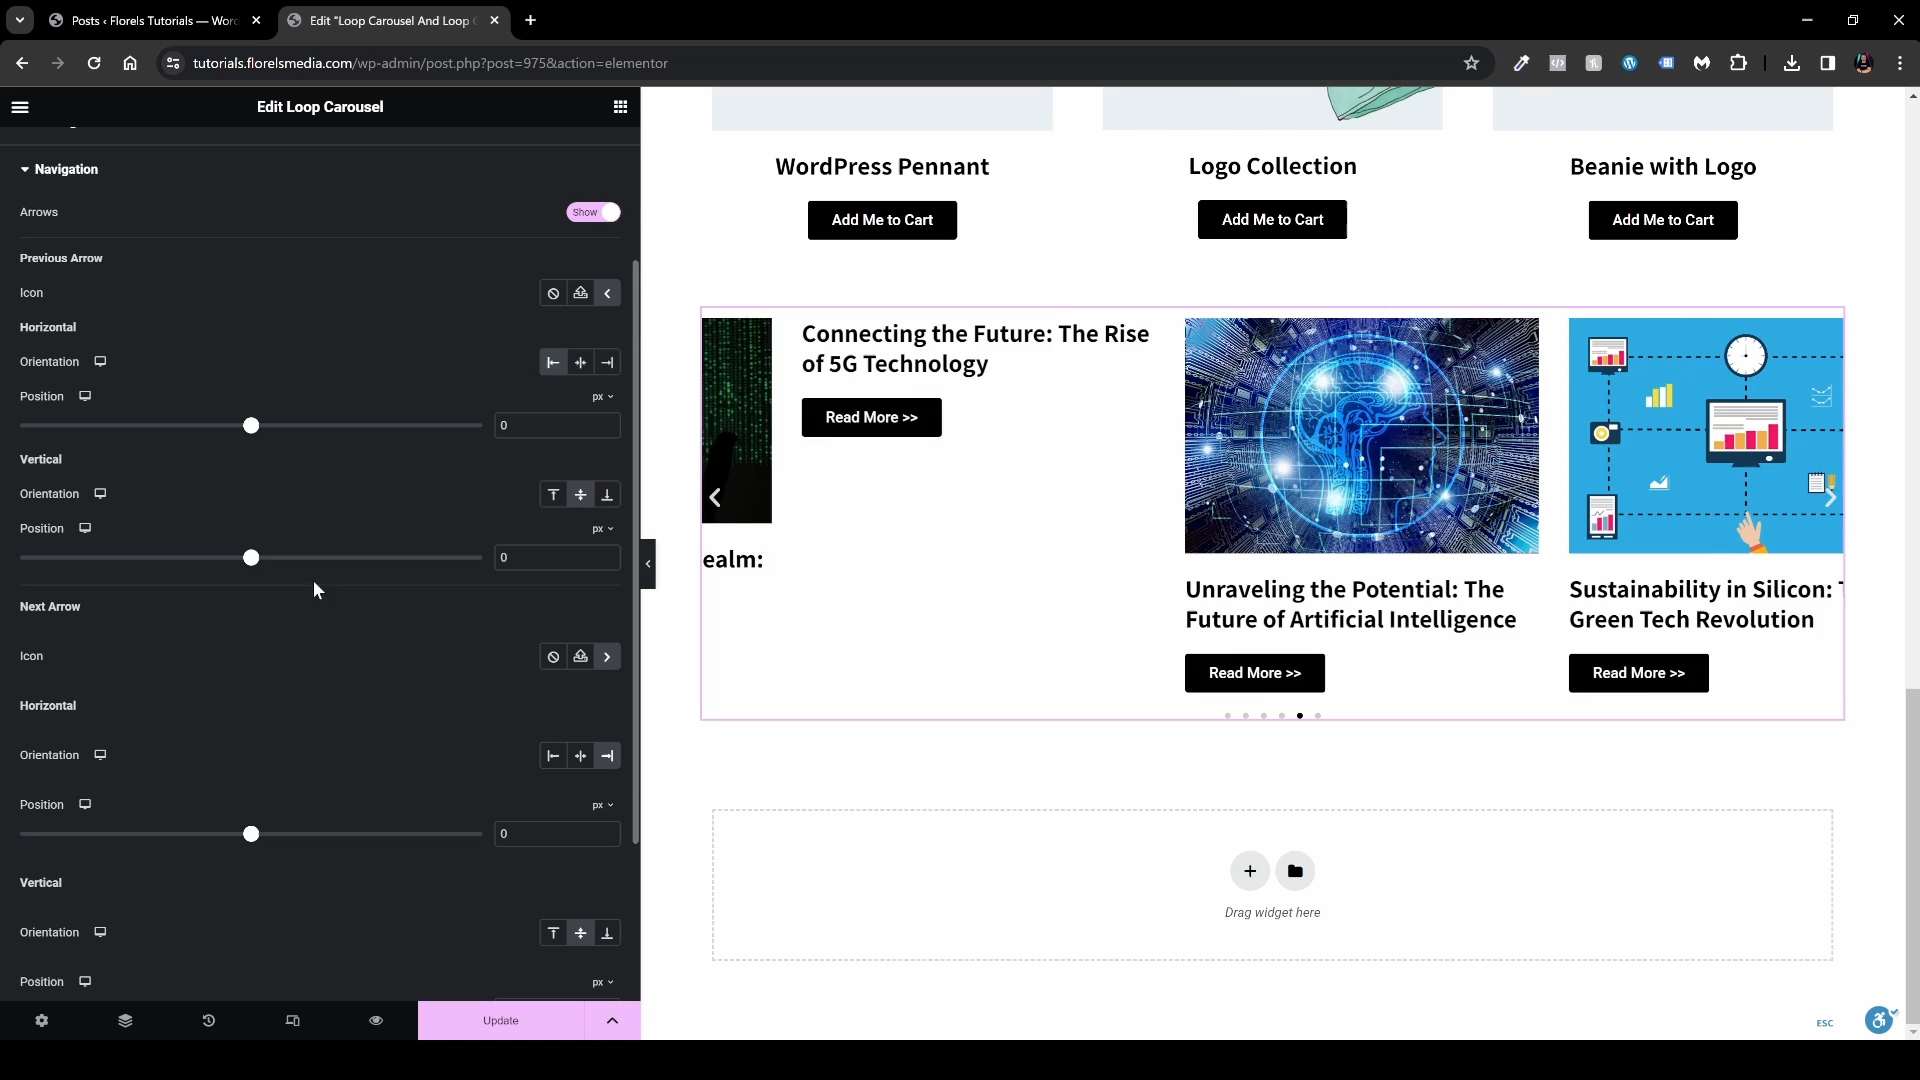 Posts ‹ Florels Tutorials — Word
Edit "Loop Carousel And Loop G
tutorials.florelsmedia.com/wp-admin/post.php?post=975&action=elementor
Edit Loop Carousel
Navigation
Arrows
Show
Previous Arrow
Icon
Horizontal
Orientation
Position
px
0
Vertical
Orientation
Position
px
0
Next Arrow
Icon
Horizontal
Orientation
Position
px
0
Vertical
Orientation
Position
px
Update
WordPress Pennant
Logo Collection
Beanie with Logo
Add Me to Cart
Add Me to Cart
Add Me to Cart
ealm:
Connecting the Future: The Rise
of 5G Technology
Read More >>
Unraveling the Potential: The
Future of Artificial Intelligence
Read More >>
Sustainability in Silicon: T
Green Tech Revolution
Read More >>
Drag widget here
ESC